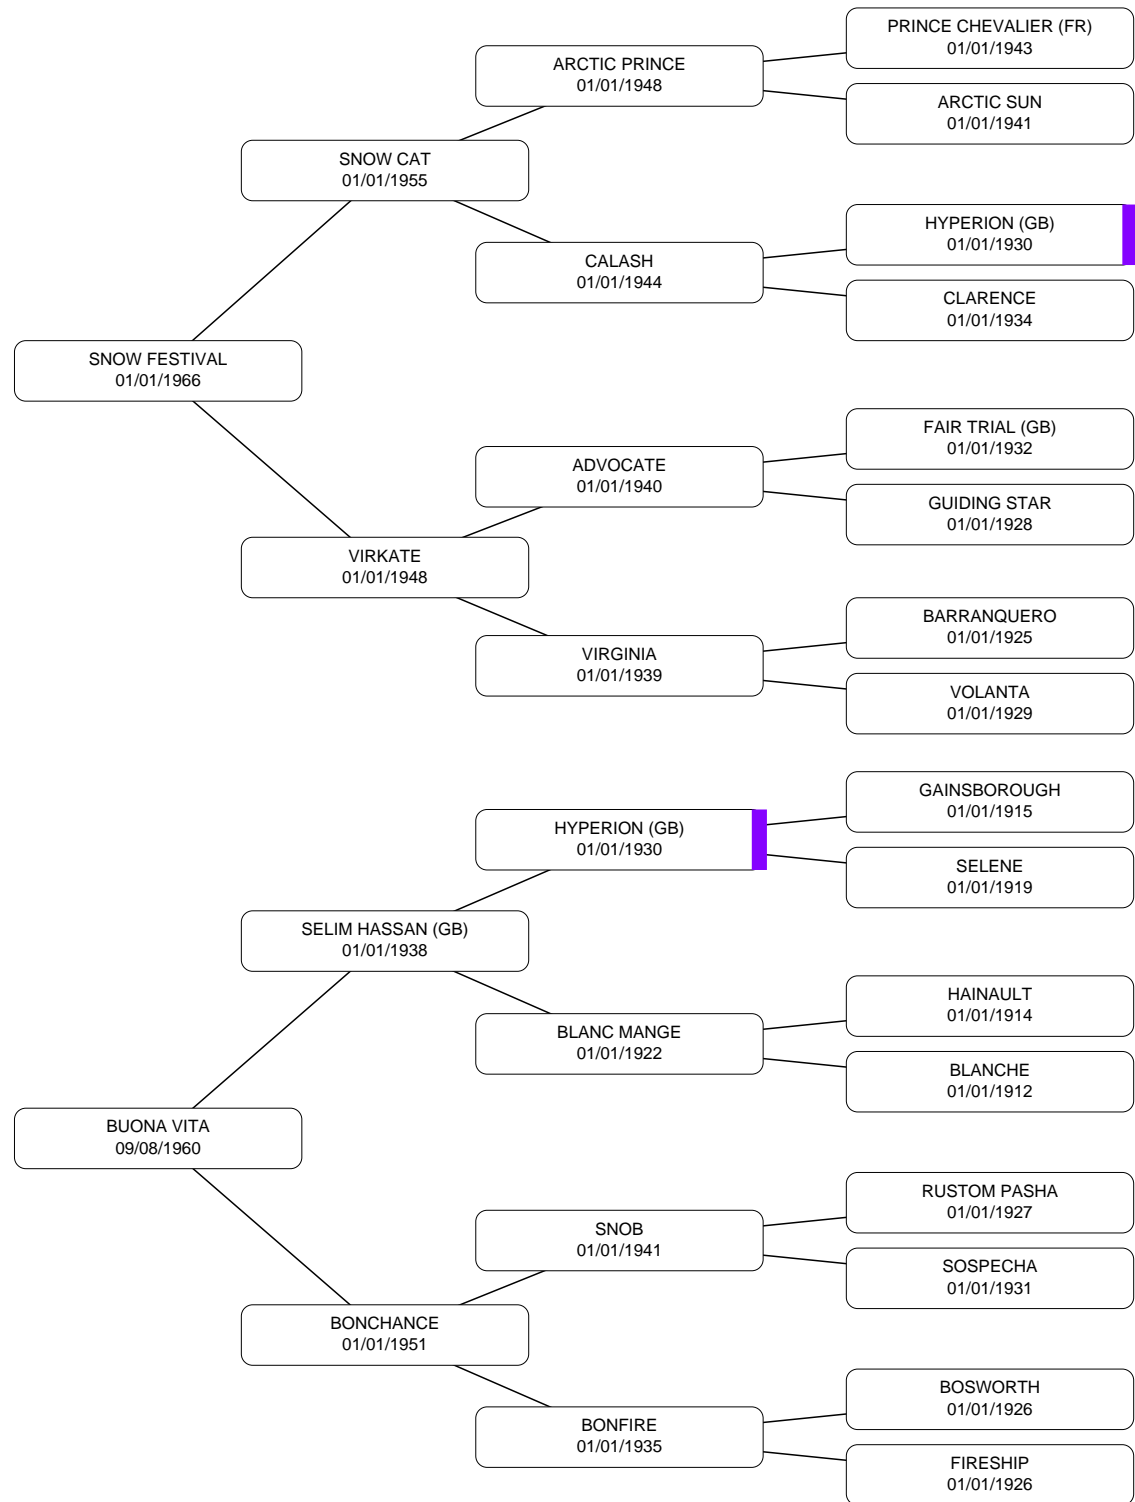 PRINCE CHEVALIER (FR)
01/01/1943
ARCTIC PRINCE
01/01/1948
ARCTIC SUN
01/01/1941
SNOW CAT
01/01/1955
HYPERION (GB)
01/01/1930
CALASH
01/01/1944
CLARENCE
01/01/1934
SNOW FESTIVAL
01/01/1966
FAIR TRIAL (GB)
01/01/1932
ADVOCATE
01/01/1940
GUIDING STAR
01/01/1928
VIRKATE
01/01/1948
BARRANQUERO
01/01/1925
VIRGINIA
01/01/1939
VOLANTA
01/01/1929
GAINSBOROUGH
01/01/1915
HYPERION (GB)
01/01/1930
SELENE
01/01/1919
SELIM HASSAN (GB)
01/01/1938
HAINAULT
01/01/1914
BLANC MANGE
01/01/1922
BLANCHE
01/01/1912
BUONA VITA
09/08/1960
RUSTOM PASHA
01/01/1927
SNOB
01/01/1941
SOSPECHA
01/01/1931
BONCHANCE
01/01/1951
BOSWORTH
01/01/1926
BONFIRE
01/01/1935
FIRESHIP
01/01/1926